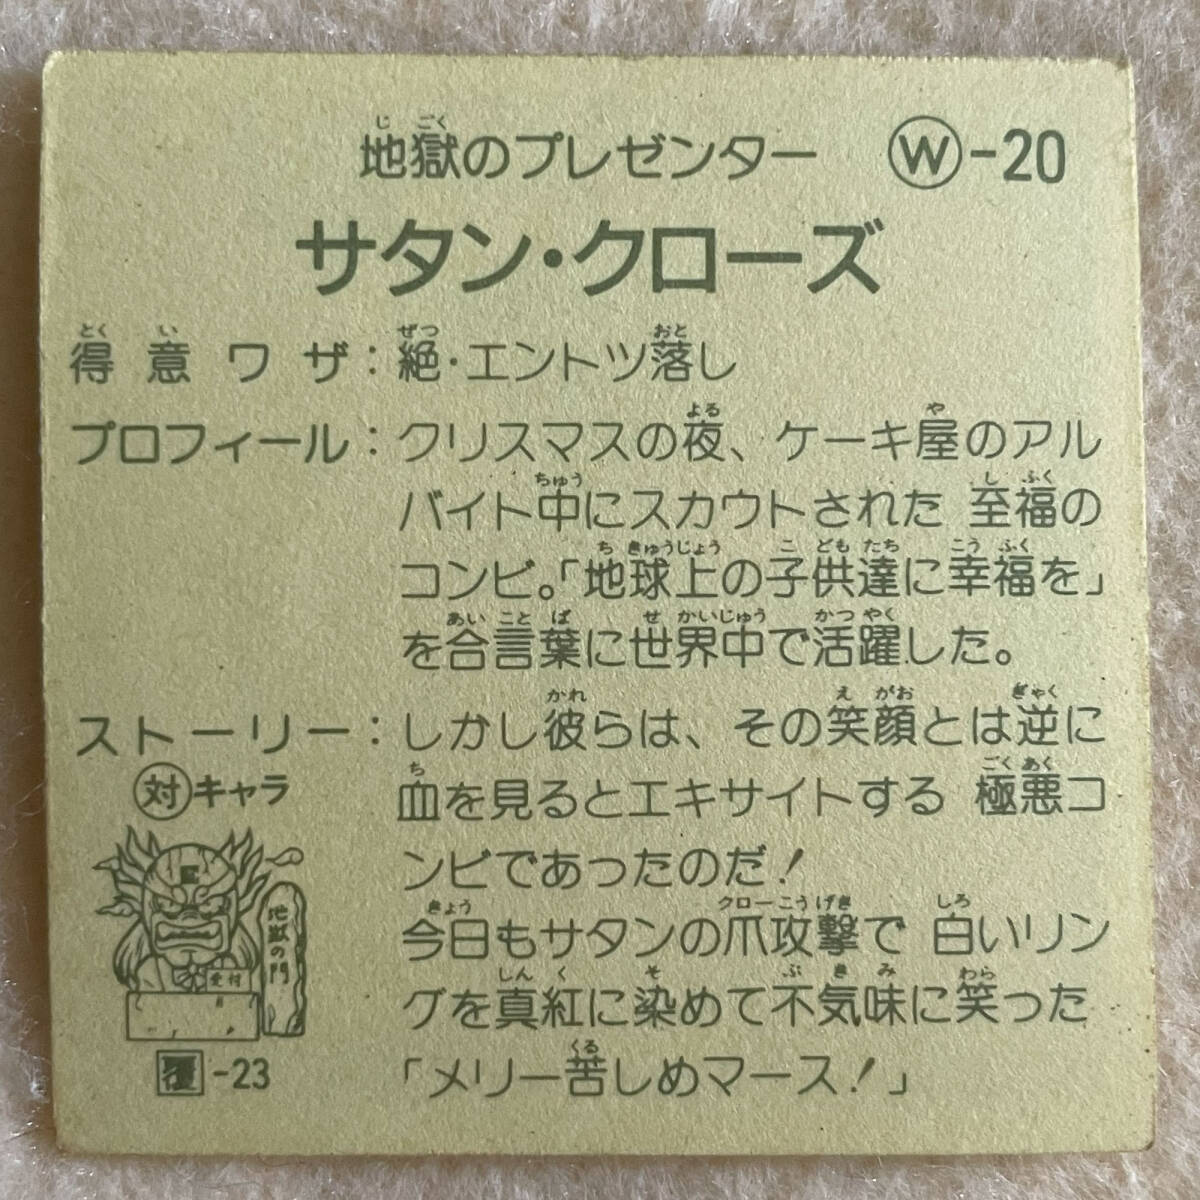 地獄のプレゼンター Ⓦ-20
サタン・クローズ
得意ワザ：絶・エントツ落し
プロフィール：クリスマスの夜、ケーキ屋のアル
バイト中にスカウトされた 至福の
コンビ。「地球上の子供達に幸福を」
を合言葉に世界中で活躍した。
ストーリー：しかし彼らは、その笑顔とは逆に
血を見るとエキサイトする 極悪コ
ンビであったのだ！
今日もサタンの爪攻撃で 白いリン
グを真紅に染めて不気味に笑った
「メリー苦しめマース！」
対キャラ
地獄の門
受付
覆-23